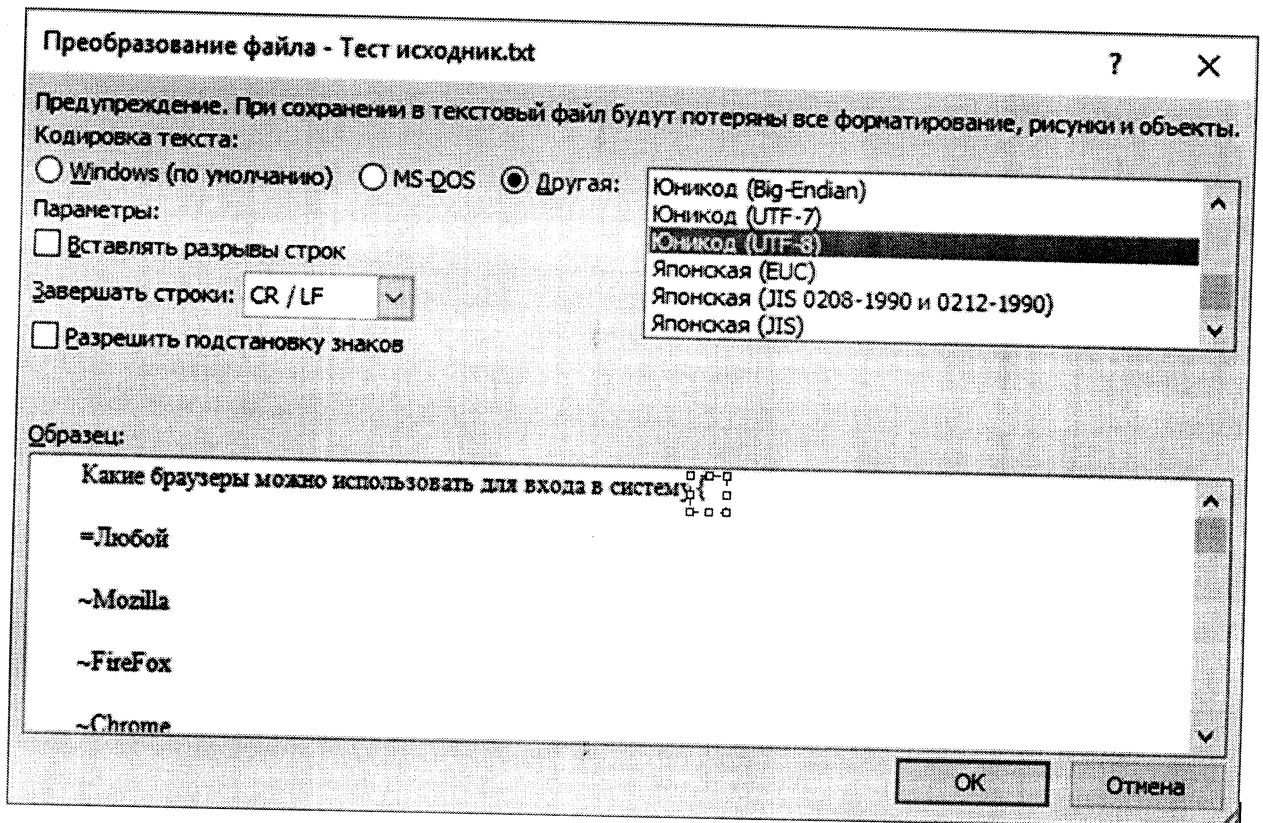 Преобразование файла - Тест исходник.txt ? ×
Предупреждение. При сохранении в текстовый файл будут потеряны все форматирование, рисунки и объекты.
Кодировка текста:
Windows (по умолчанию) MS-DOS Другая:
Юникод (Big-Endian)
Юникод (UTF-7)
Юникод (UTF-8)
Японская (EUC)
Японская (JIS 0208-1990 и 0212-1990)
Японская (JIS)
Параметры:
Вставлять разрывы строк
Завершать строки: CR / LF
Разрешить подстановку знаков
Образец:
Какие браузеры можно использовать для входа в систему{
=Любой
~Mozilla
~FireFox
~Chrome
ОК Отмена